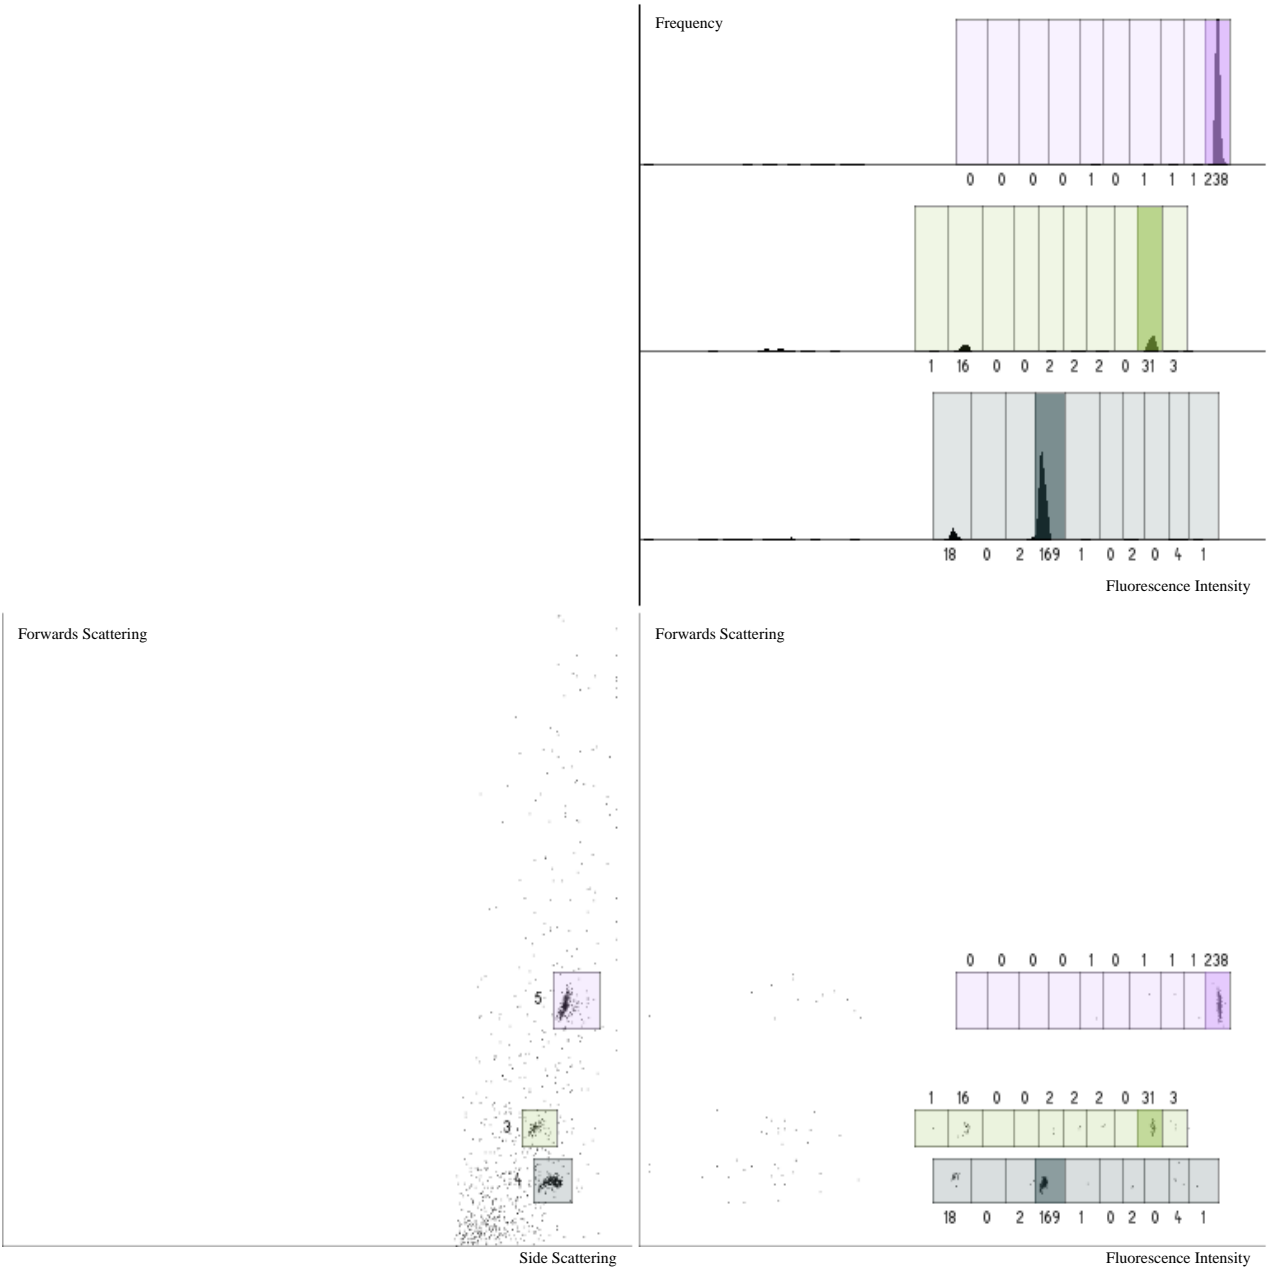 Frequency
0 0 0 0 1 0 1 1 1 238
1 16 0 0 2 2 2 0 31 3
18 0 2 169 1 0 2 0 4 1
Fluorescence Intensity
Forwards Scattering
5
3
4
Side Scattering
Forwards Scattering
0 0 0 0 1 0 1 1 1 238
1 16 0 0 2 2 2 0 31 3
18 0 2 169 1 0 2 0 4 1
Fluorescence Intensity